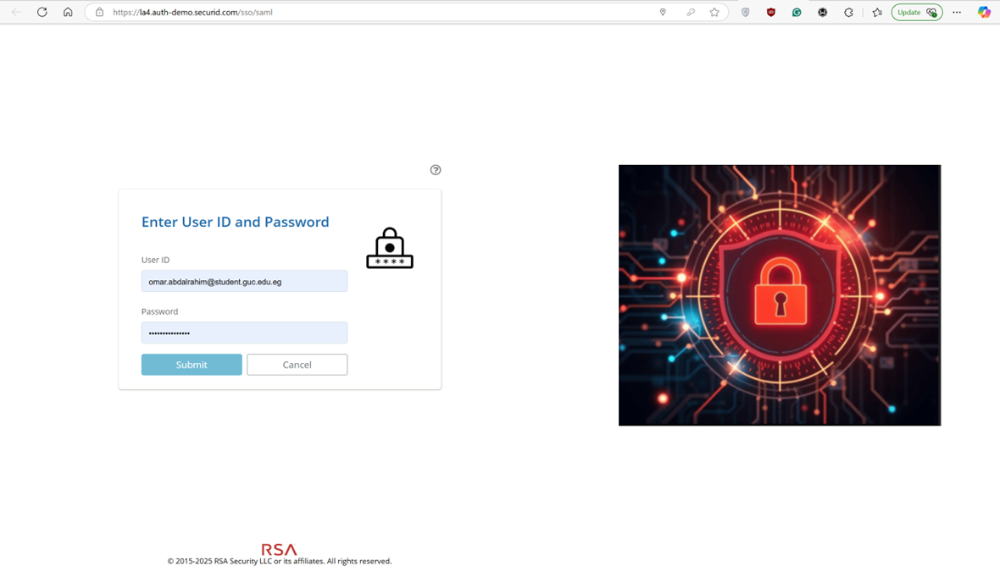 https://la4.auth-demo.securid.com/sso/saml
Update
Enter User ID and Password
User ID
omar.abdalrahim@student.guc.edu.eg
Password
•••••••••••••••
Submit
Cancel
* * * *
RSA
© 2015-2025 RSA Security LLC or its affiliates. All rights reserved.